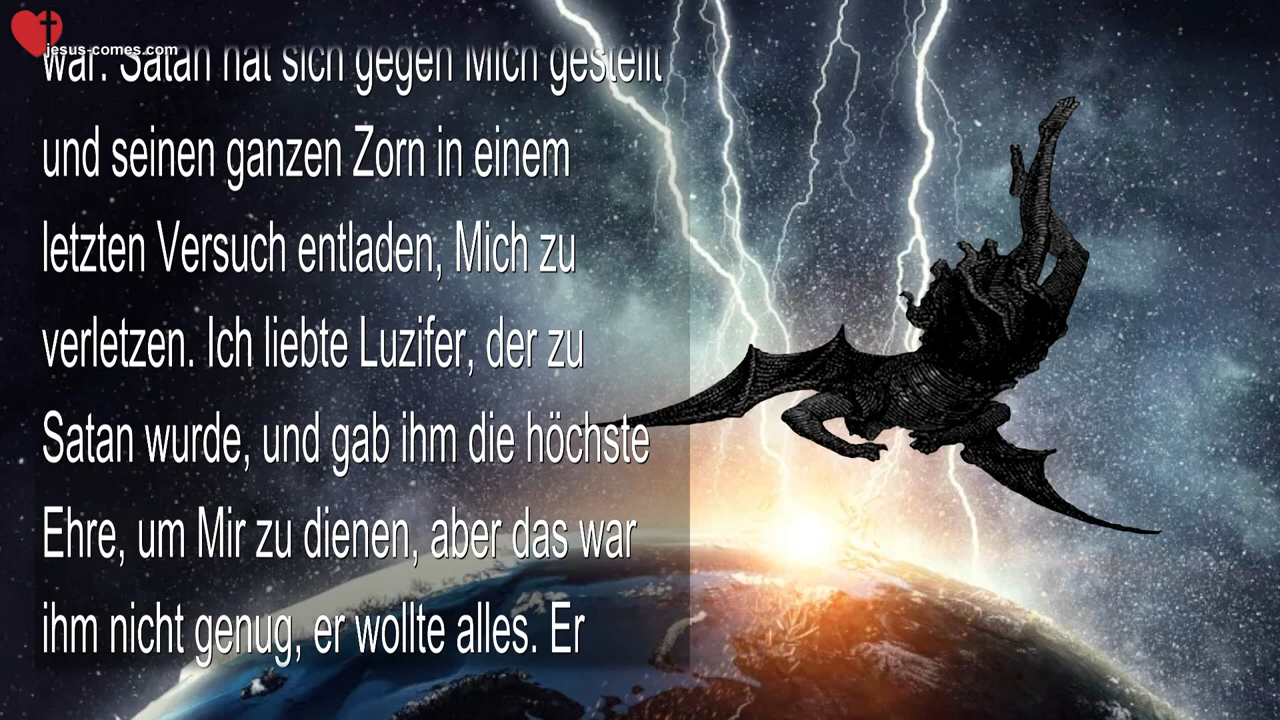 jesus-comes.com
war. Satan hat sich gegen Mich gestellt
und seinen ganzen Zorn in einem
letzten Versuch entladen, Mich zu
verletzen. Ich liebte Luzifer, der zu
Satan wurde, und gab ihm die höchste
Ehre, um Mir zu dienen, aber das war
ihm nicht genug, er wollte alles. Er